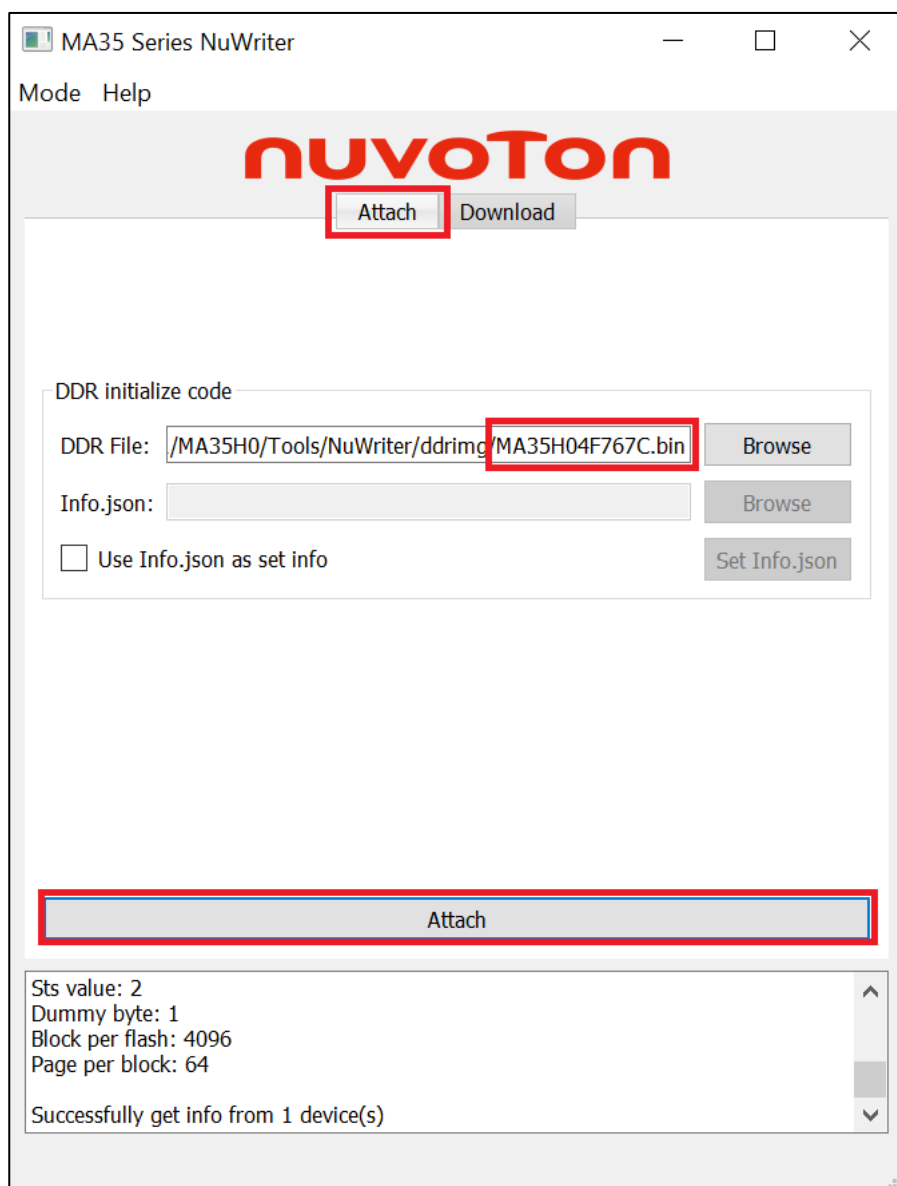 MA35 Series NuWriter
Mode Help
nuvoTon
Attach Download
DDR initialize code
DDR File: ./MA35H0/Tools/NuWriter/ddrimg/MA35H04F767C.bin Browse
Info.json: Browse
Use Info.json as set info Set Info.json
Attach
Sts value: 2
Dummy byte: 1
Block per flash: 4096
Page per block: 64
Successfully get info from 1 device(s)